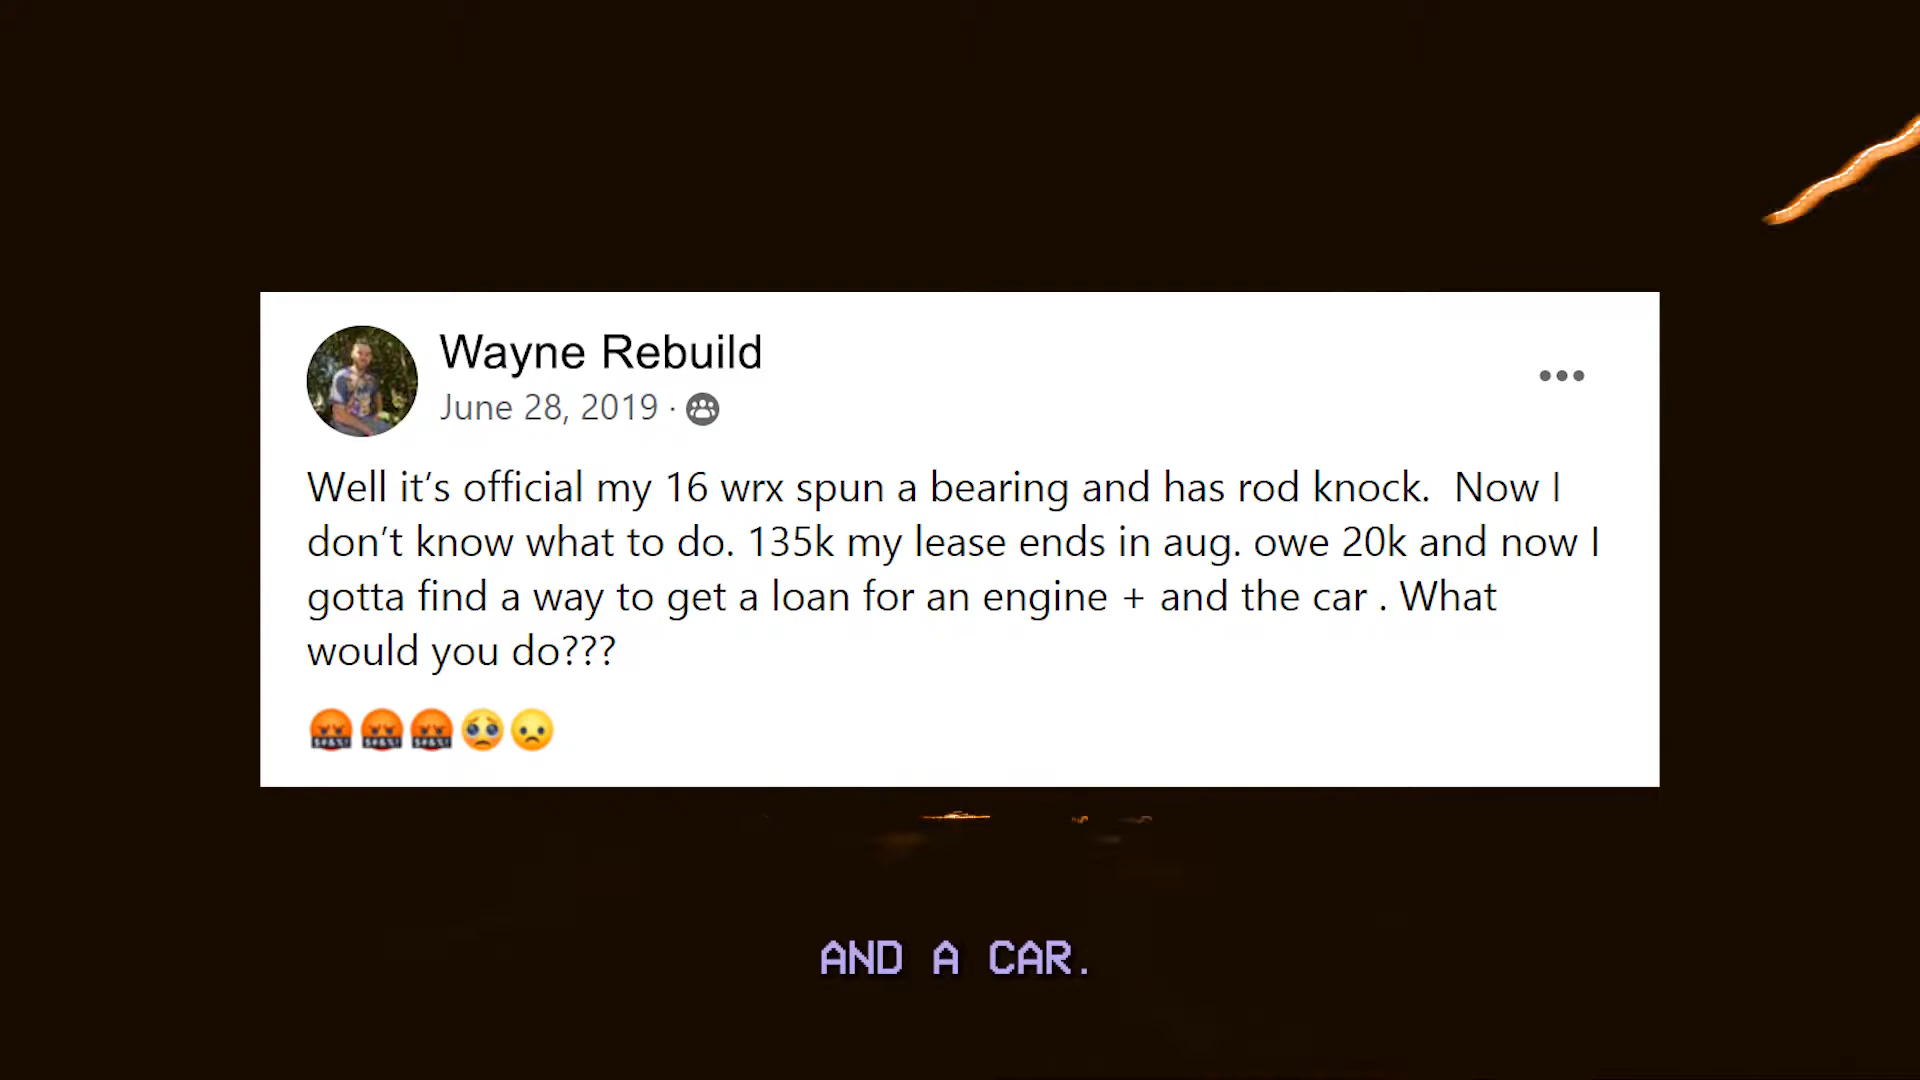 Wayne Rebuild
June 28, 2019 ·
Well it’s official my 16 wrx spun a bearing and has rod knock.  Now I
don’t know what to do. 135k my lease ends in aug. owe 20k and now I
gotta find a way to get a loan for an engine + and the car . What
would you do???
AND A CAR.